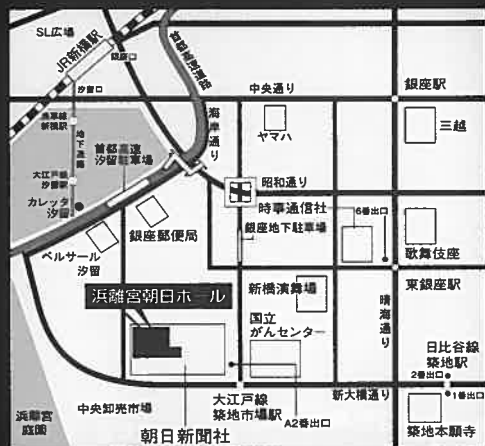 SL広場
JR新橋駅
銀座口
汐留口
首都高速
中央通り
銀座駅
浅草線
新橋駅
地下通路
海岸通り
ヤマハ
三越
首都高速
汐留駐車場
大江戸線
汐留駅
昭和通り
カレッタ
汐留
時事通信社
6番出口
銀座郵便局
銀座地下駐車場
歌舞伎座
ベルサール
汐留
東銀座駅
浜離宮朝日ホール
新橋演舞場
晴海通り
国立
がんセンター
日比谷線
築地駅
2番出口
1番出口
新大橋通り
中央卸売市場
大江戸線
築地市場駅
A2番出口
浜離宮
庭園
朝日新聞社
築地本願寺